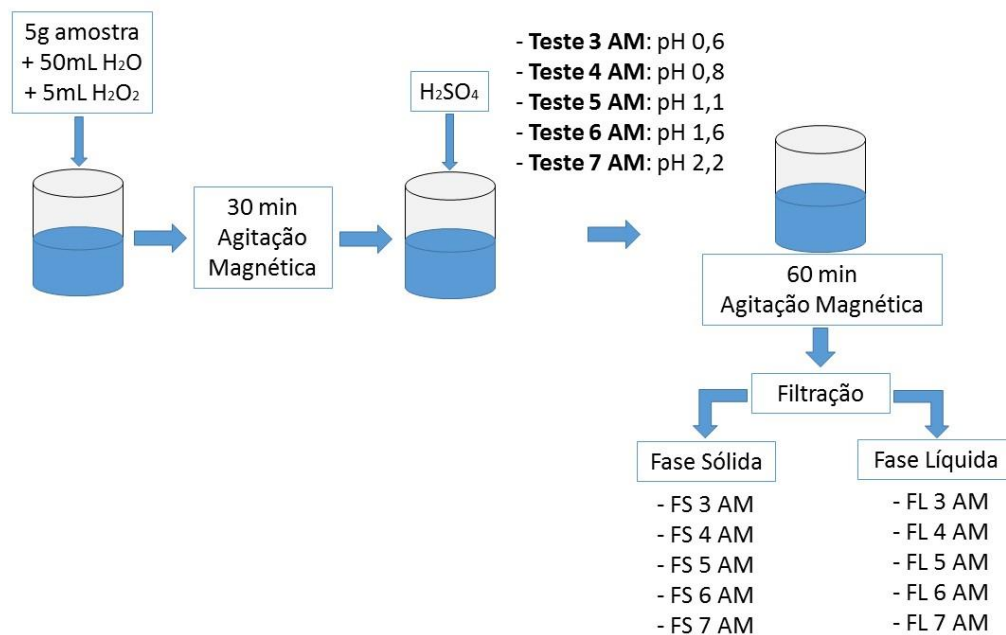 5g amostra
+ 50mL H₂O
+ 5mL H₂O₂
30 min
Agitação
Magnética
H₂SO₄
- Teste 3 AM: pH 0,6
- Teste 4 AM: pH 0,8
- Teste 5 AM: pH 1,1
- Teste 6 AM: pH 1,6
- Teste 7 AM: pH 2,2
60 min
Agitação Magnética
Filtração
Fase Sólida
- FS 3 AM
- FS 4 AM
- FS 5 AM
- FS 6 AM
- FS 7 AM
Fase Líquida
- FL 3 AM
- FL 4 AM
- FL 5 AM
- FL 6 AM
- FL 7 AM